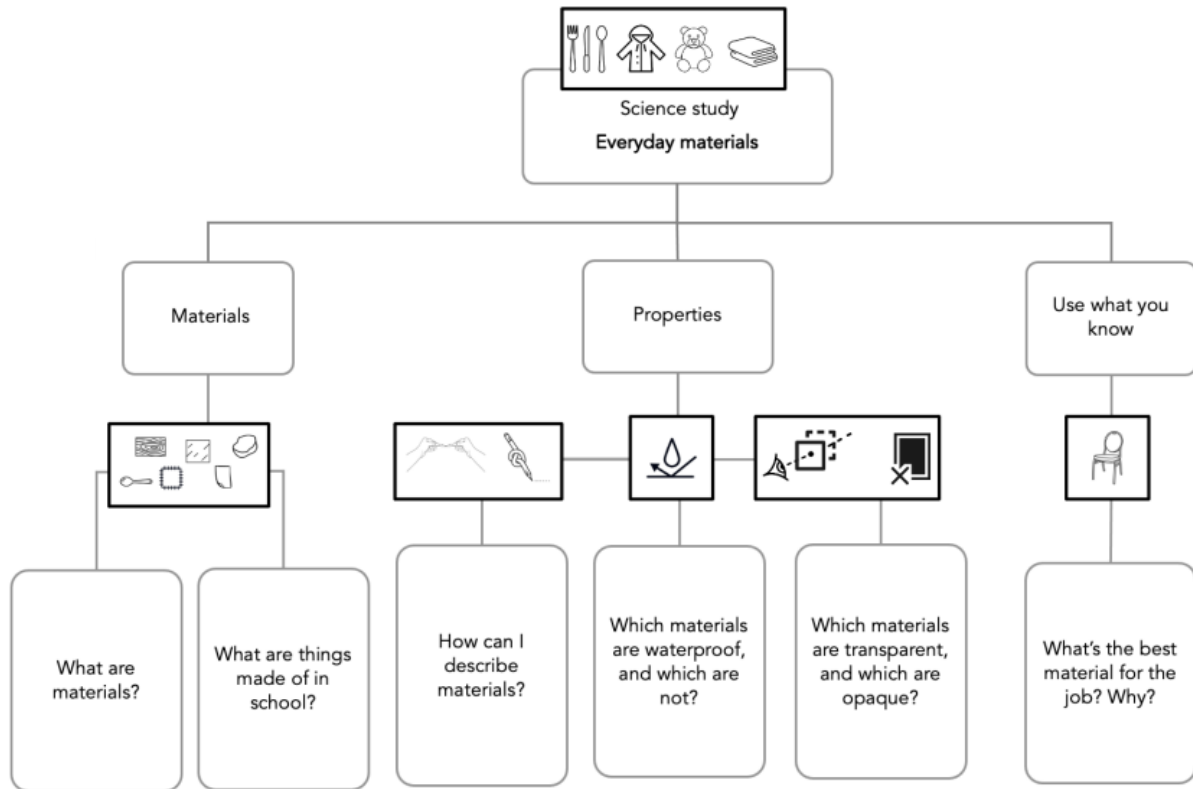 Science study
Everyday materials
Materials
Properties
Use what you
know
What are
materials?
What are things
made of in
school?
How can I
describe
materials?
Which materials
are waterproof,
and which are
not?
Which materials
are transparent,
and which are
opaque?
What's the best
material for the
job? Why?